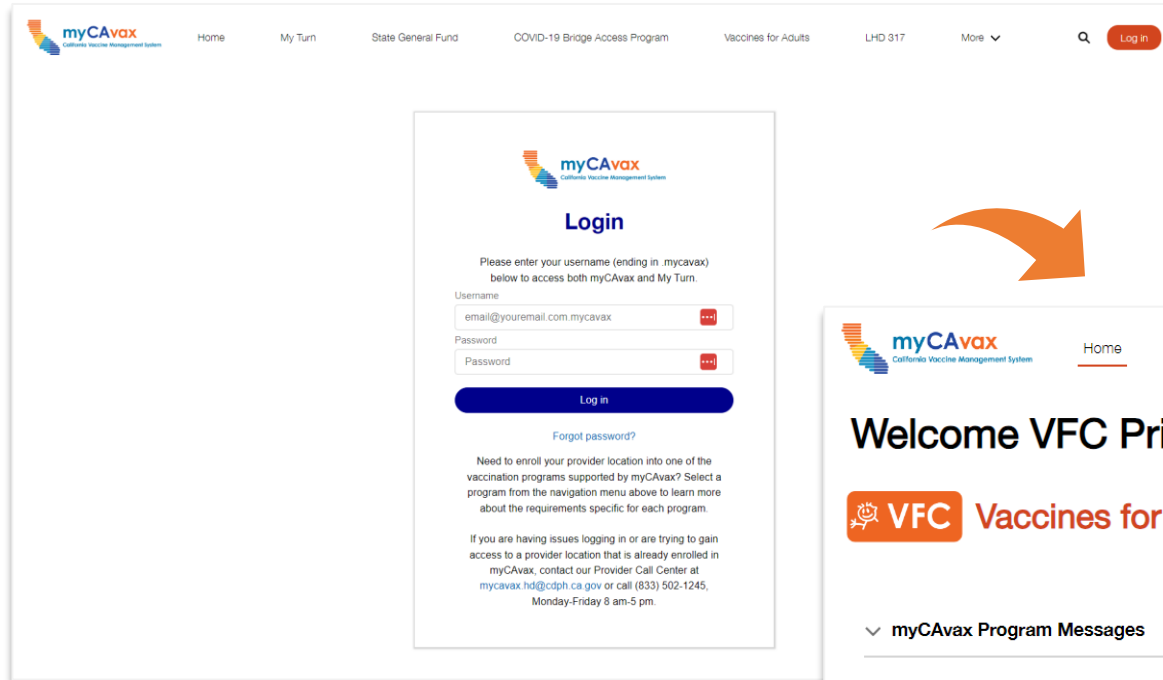 myCAvax
California Vaccine Management System
Home My Turn State General Fund COVID-19 Bridge Access Program Vaccines for Adults LHD 317 More Log in
myCAvax
California Vaccine Management System
Login
Please enter your username (ending in .mycavax)
below to access both myCAvax and My Turn.
Username
email@youremail.com.mycavax
Password
Password
Log in
Forgot password?
Need to enroll your provider location into one of the
vaccination programs supported by myCAvax? Select a
program from the navigation menu above to learn more
about the requirements specific for each program.
If you are having issues logging in or are trying to gain
access to a provider location that is already enrolled in
myCAvax, contact our Provider Call Center at
mycavax.hd@cdph.ca.gov or call (833) 502-1245,
Monday-Friday 8 am-5 pm.
myCAvax
California Vaccine Management System
Home
Welcome VFC Pri
VFC Vaccines for
myCAvax Program Messages